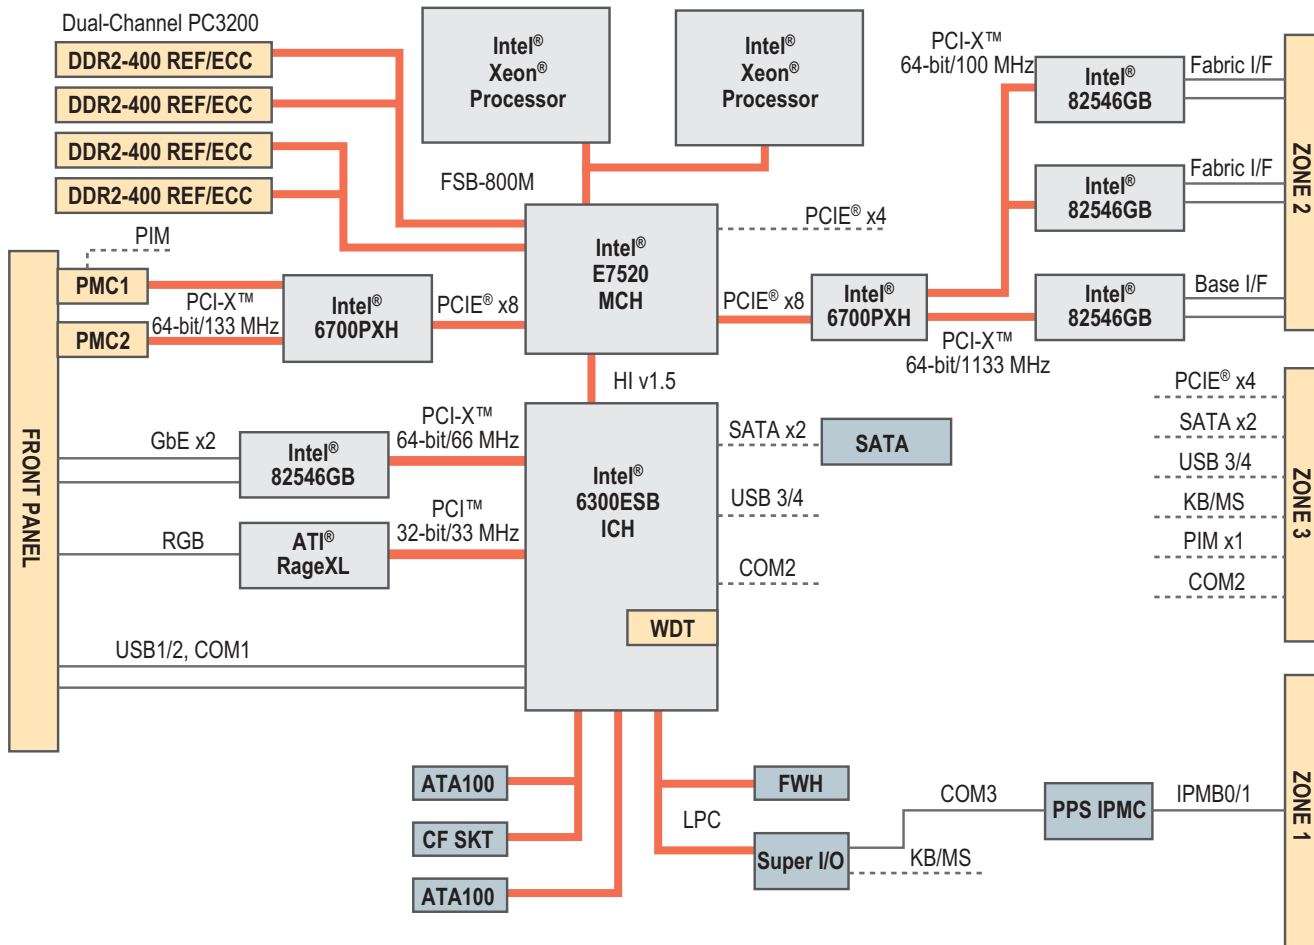 Dual-Channel PC3200
DDR2-400 REF/ECC
DDR2-400 REF/ECC
DDR2-400 REF/ECC
DDR2-400 REF/ECC
Intel®
Xeon®
Processor
Intel®
Xeon®
Processor
FSB-800M
PCI-X™
64-bit/100 MHz
Intel®
82546GB
Fabric I/F
Intel®
82546GB
Fabric I/F
Intel®
82546GB
Base I/F
ZONE 2
PIM
PMC1
PMC2
PCI-X™
64-bit/133 MHz
Intel®
6700PXH
PCIE® x8
Intel®
E7520
MCH
PCIE® x4
PCIE® x8
Intel®
6700PXH
PCI-X™
64-bit/1133 MHz
HI v1.5
FRONT PANEL
GbE x2
Intel®
82546GB
PCI-X™
64-bit/66 MHz
RGB
ATI®
RageXL
PCI™
32-bit/33 MHz
Intel®
6300ESB
ICH
WDT
SATA x2
SATA
USB 3/4
COM2
USB1/2, COM1
PCIE® x4
SATA x2
USB 3/4
KB/MS
PIM x1
COM2
ZONE 3
ATA100
CF SKT
ATA100
LPC
FWH
Super I/O
COM3
KB/MS
PPS IPMC
IPMB0/1
ZONE 1